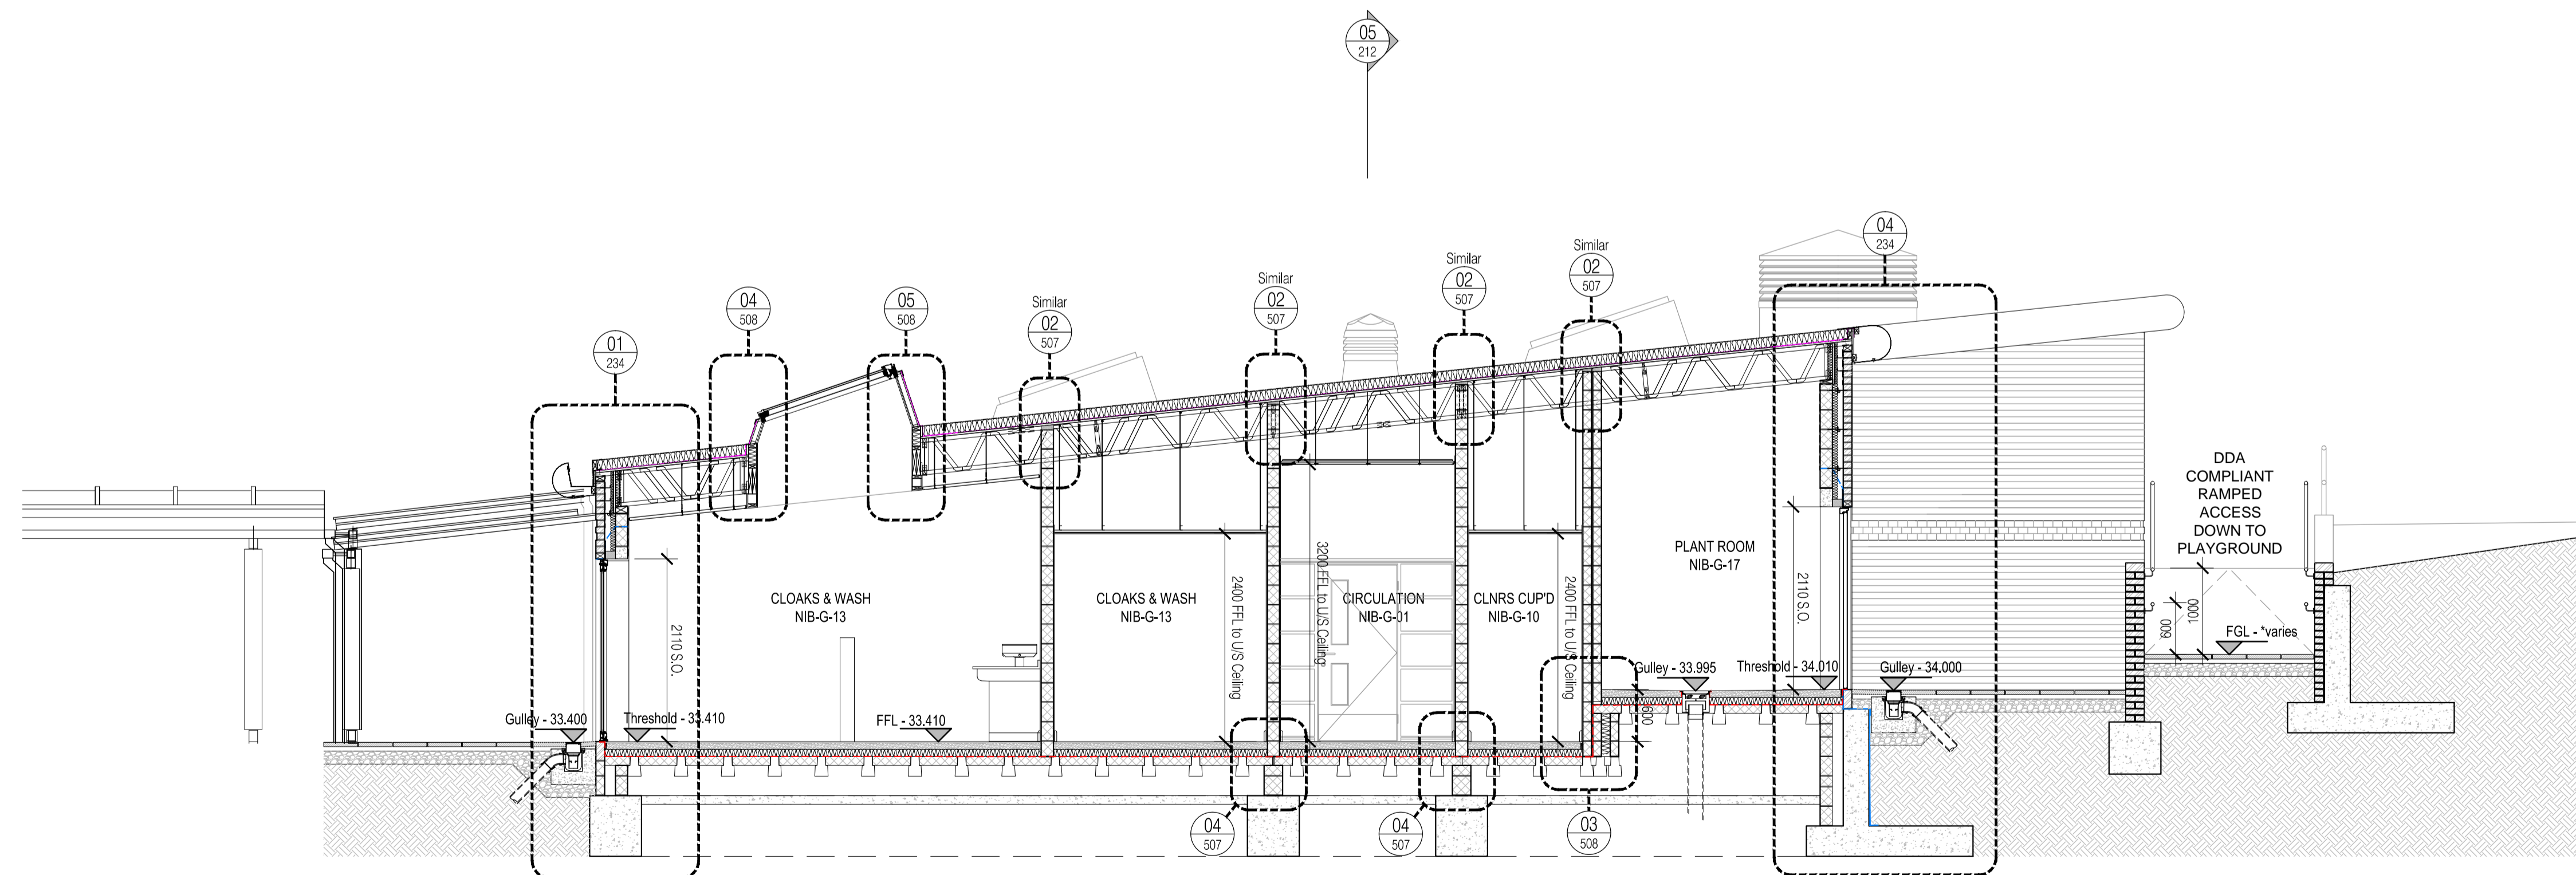 05
212
04
234
Similar
02
507
Similar
02
507
Similar
02
507
04
508
05
508
Similar
02
507
01
234
DDA
COMPLIANT
RAMPED
ACCESS
DOWN TO
PLAYGROUND
PLANT ROOM
NIB-G-17
CLOAKS & WASH
NIB-G-13
CLOAKS & WASH
NIB-G-13
CIRCULATION
NIB-G-01
CLNRS CUP'D
NIB-G-10
2110 S.O.
2400 FFL to U/S Ceiling
3200 FFL to U/S Ceiling
2400 FFL to U/S Ceiling
2110 S.O.
600
1000
FGL - *varies
Gulley - 33.995
Threshold - 34.010
Gulley - 34.000
600
Gulley - 33.400
Threshold - 33.410
FFL - 33.410
04
507
04
507
03
508